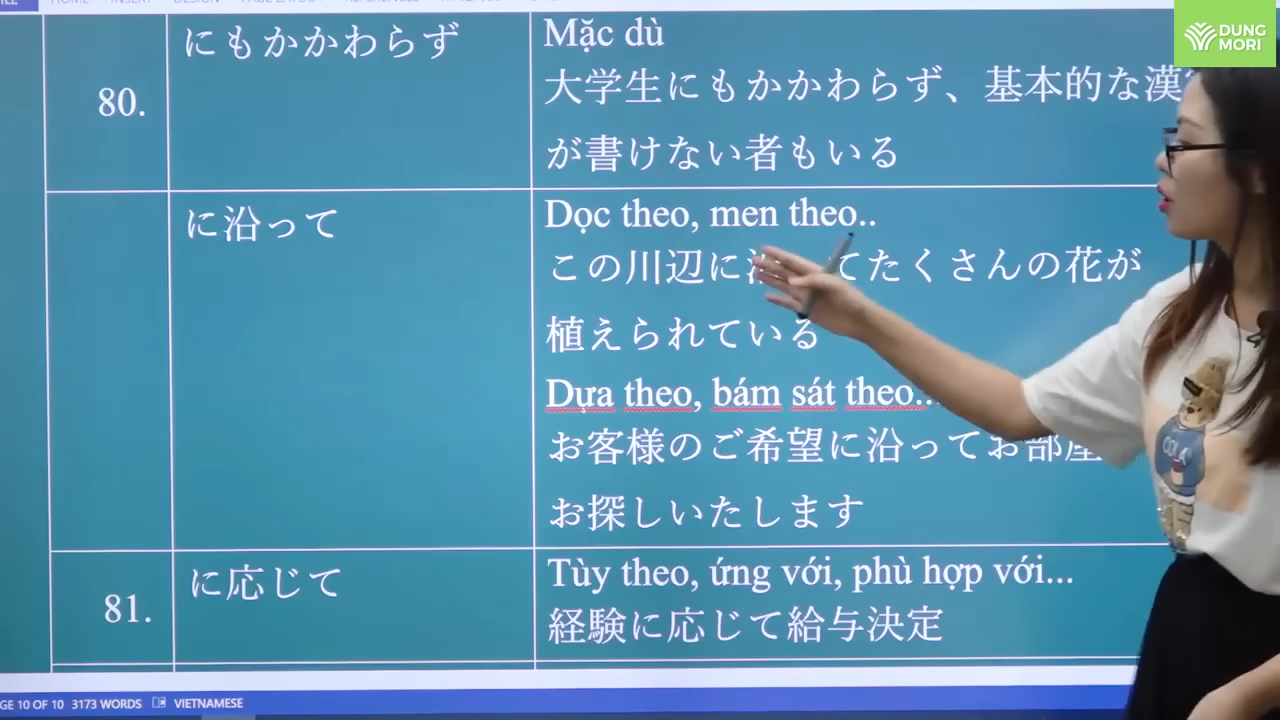 DUNG
MORI
にもかかわらず
Mặc dù
80.
大学生にもかかわらず、基本的な漢
が書けない者もいる
に沿って
Dọc theo, men theo..
この川辺に てたくさんの花が
植えられている
Dựa theo, bám sát theo..
お客様のご希望に沿ってお部屋
お探しいたします
に応じて
Tùy theo, ứng với, phù hợp với...
81.
経験に応じて給与決定
COLA
10 OF 10 3173 WORDS VIETNAMESE